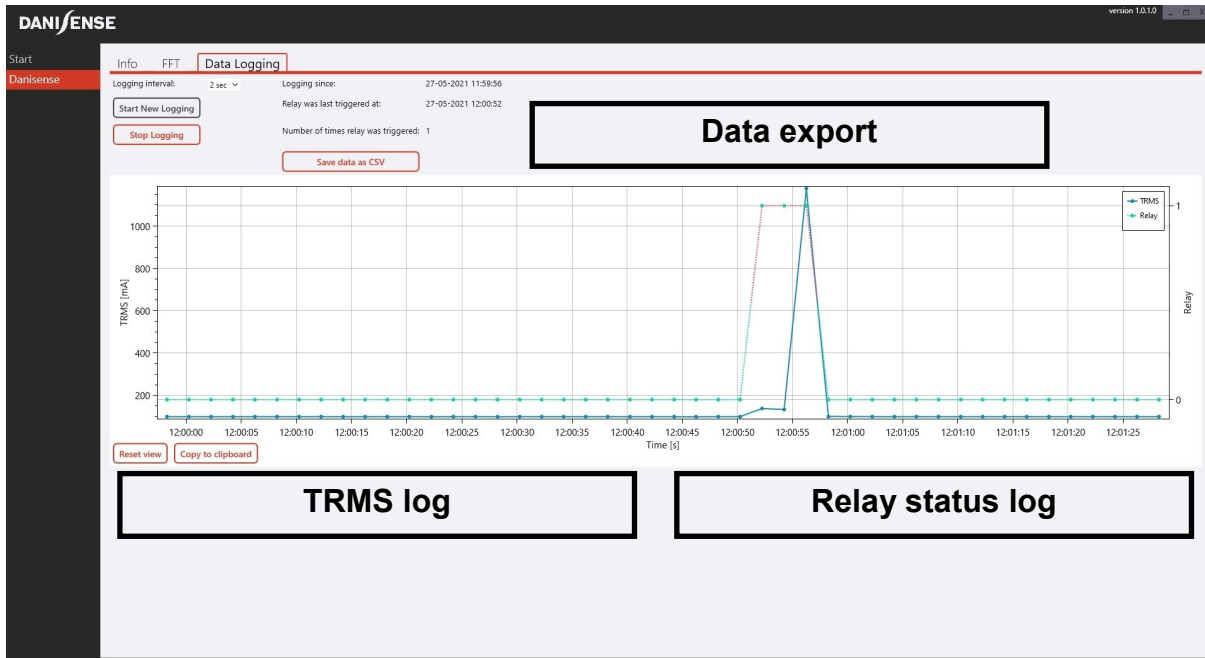 version 1.0.1.0
DANISENSE
Start
Danisense
Info FFT Data Logging
Logging interval: 2 sec Logging since: 27-05-2021 11:59:56
Start New Logging Relay was last triggered at: 27-05-2021 12:00:52
Stop Logging Number of times relay was triggered: 1
Save data as CSV
Data export
TRMS
Relay
1000
800
600
400
200
TRMS [mA]
1
0
Relay
12:00:00 12:00:05 12:00:10 12:00:15 12:00:20 12:00:25 12:00:30 12:00:35 12:00:40 12:00:45 12:00:50 12:00:55 12:01:00 12:01:05 12:01:10 12:01:15 12:01:20 12:01:25
Time [s]
Reset view Copy to clipboard
TRMS log Relay status log